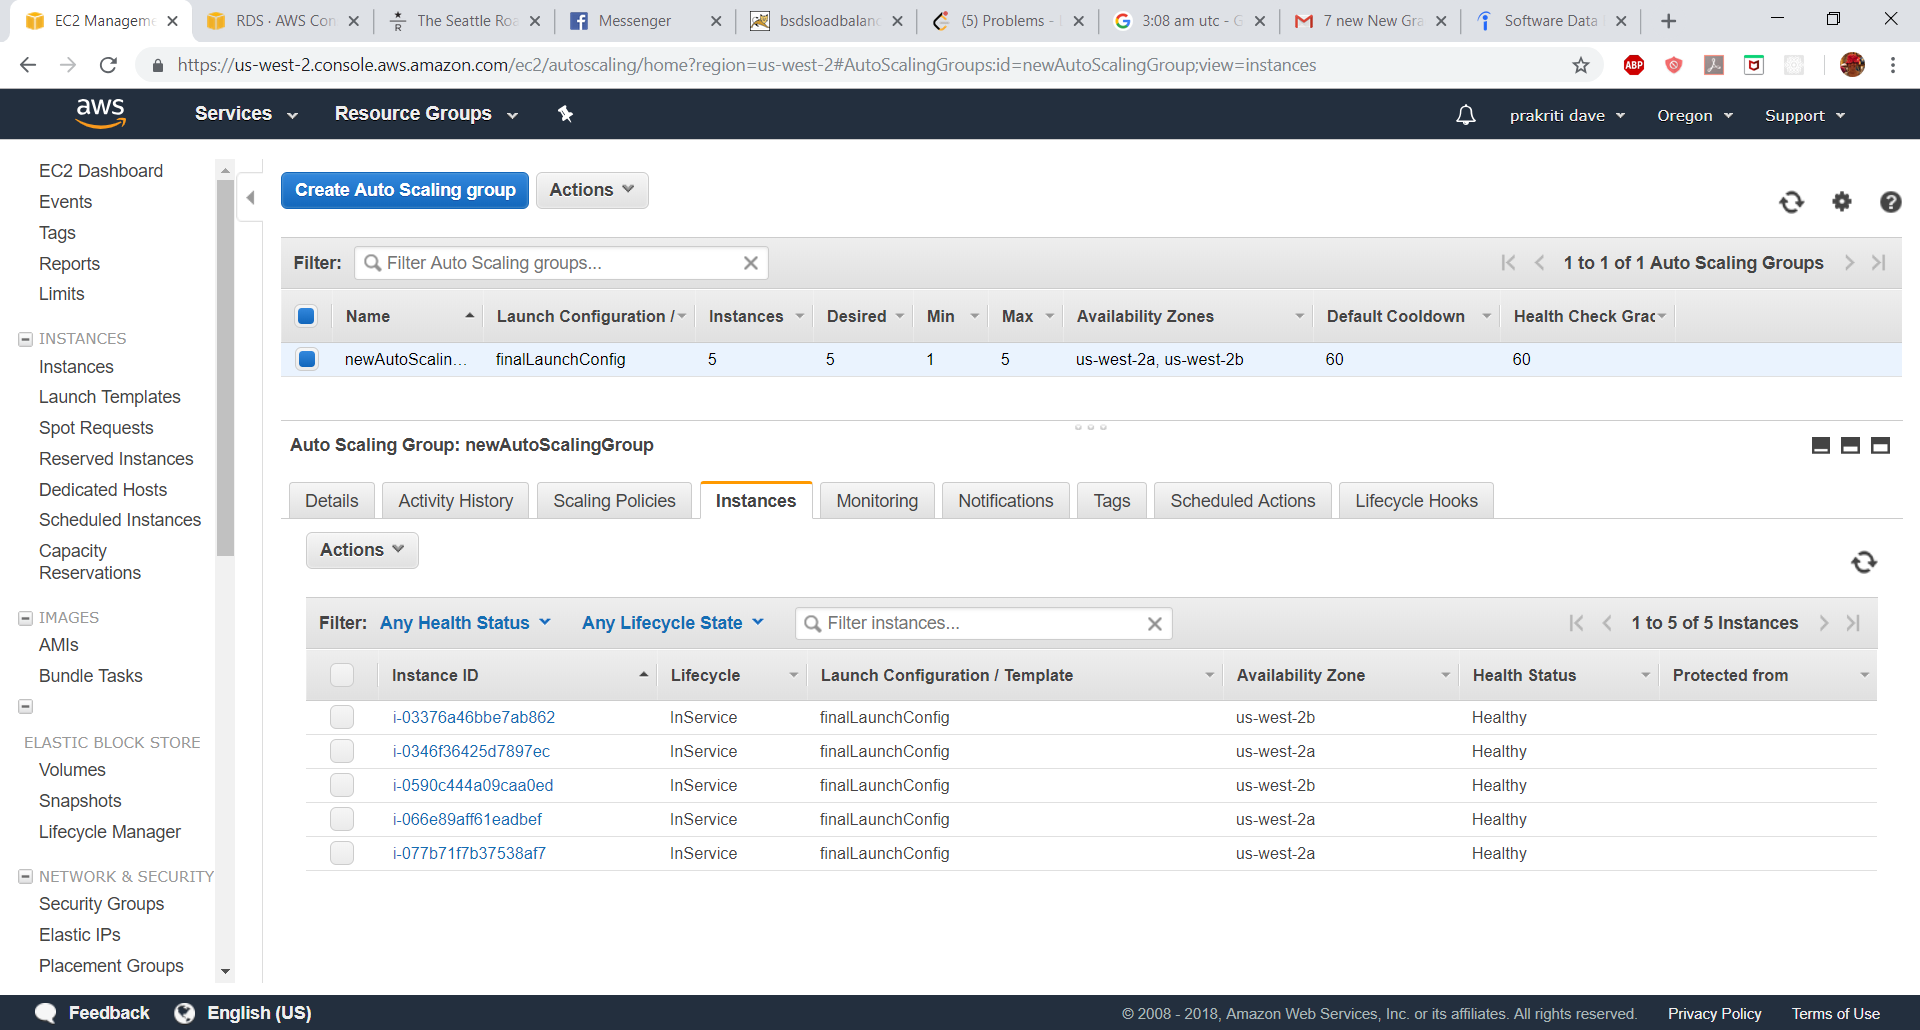 EC2 Manageme
RDS · AWS Con
The Seattle Roa
Messenger
bsdsloadbalanc
(5) Problems - L
3:08 am utc - G
7 new New Gra
Software Data
https://us-west-2.console.aws.amazon.com/ec2/autoscaling/home?region=us-west-2#AutoScalingGroups:id=newAutoScalingGroup;view=instances
ABP
aws
Services
Resource Groups
prakriti dave
Oregon
Support
EC2 Dashboard
Events
Tags
Reports
Limits
INSTANCES
Instances
Launch Templates
Spot Requests
Reserved Instances
Dedicated Hosts
Scheduled Instances
Capacity
Reservations
IMAGES
AMIs
Bundle Tasks
ELASTIC BLOCK STORE
Volumes
Snapshots
Lifecycle Manager
NETWORK & SECURITY
Security Groups
Elastic IPs
Placement Groups
Create Auto Scaling group
Actions
Filter: Filter Auto Scaling groups...
1 to 1 of 1 Auto Scaling Groups
Name Launch Configuration / Instances Desired Min Max Availability Zones Default Cooldown Health Check Grac
newAutoScalin... finalLaunchConfig 5 5 1 5 us-west-2a, us-west-2b 60 60
Auto Scaling Group: newAutoScalingGroup
Details Activity History Scaling Policies Instances Monitoring Notifications Tags Scheduled Actions Lifecycle Hooks
Actions
Filter: Any Health Status Any Lifecycle State Filter instances...
1 to 5 of 5 Instances
Instance ID Lifecycle Launch Configuration / Template Availability Zone Health Status Protected from
i-03376a46bbe7ab862 InService finalLaunchConfig us-west-2b Healthy
i-0346f36425d7897ec InService finalLaunchConfig us-west-2a Healthy
i-0590c444a09caa0ed InService finalLaunchConfig us-west-2b Healthy
i-066e89aff61eadbef InService finalLaunchConfig us-west-2a Healthy
i-077b71f7b37538af7 InService finalLaunchConfig us-west-2a Healthy
Feedback
English (US)
© 2008 - 2018, Amazon Web Services, Inc. or its affiliates. All rights reserved.
Privacy Policy
Terms of Use